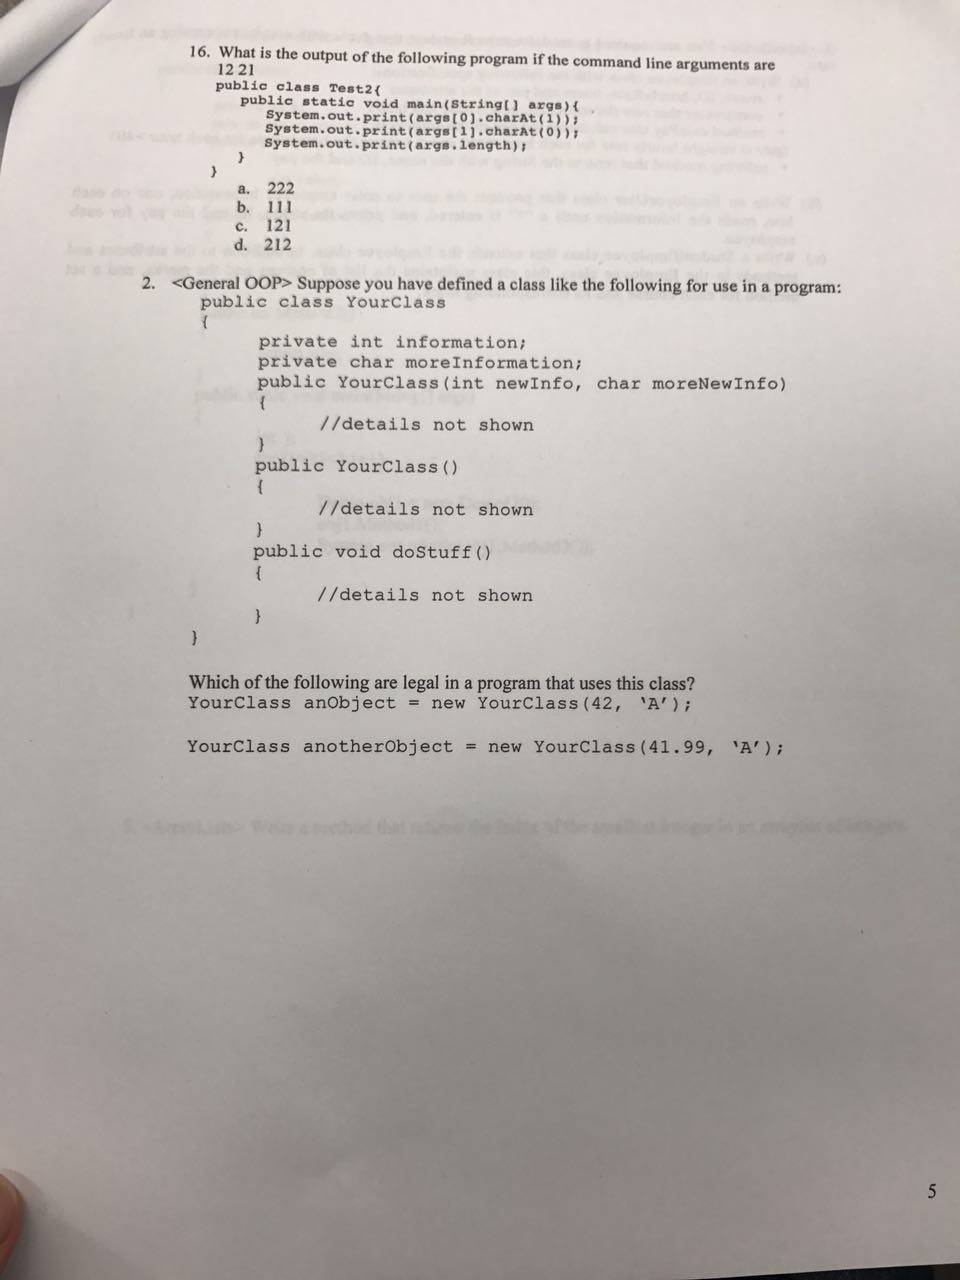 16. What is the output of the following program if the command line arguments are
12 21
public class Test2{
public static void main(String[] args){
System.out.print(args[0].charAt(1));
System.out.print(args[1].charAt(0));
System.out.print(args.length);
}
}
a. 222
b. 111
c. 121
d. 212
2. <General OOP> Suppose you have defined a class like the following for use in a program:
public class YourClass
{
private int information;
private char moreInformation;
public YourClass(int newInfo, char moreNewInfo)
{
//details not shown
}
public YourClass()
{
//details not shown
}
public void doStuff()
{
//details not shown
}
}
Which of the following are legal in a program that uses this class?
YourClass anObject = new YourClass(42, ‘A’);
YourClass anotherObject = new YourClass(41.99, ‘A’);
5